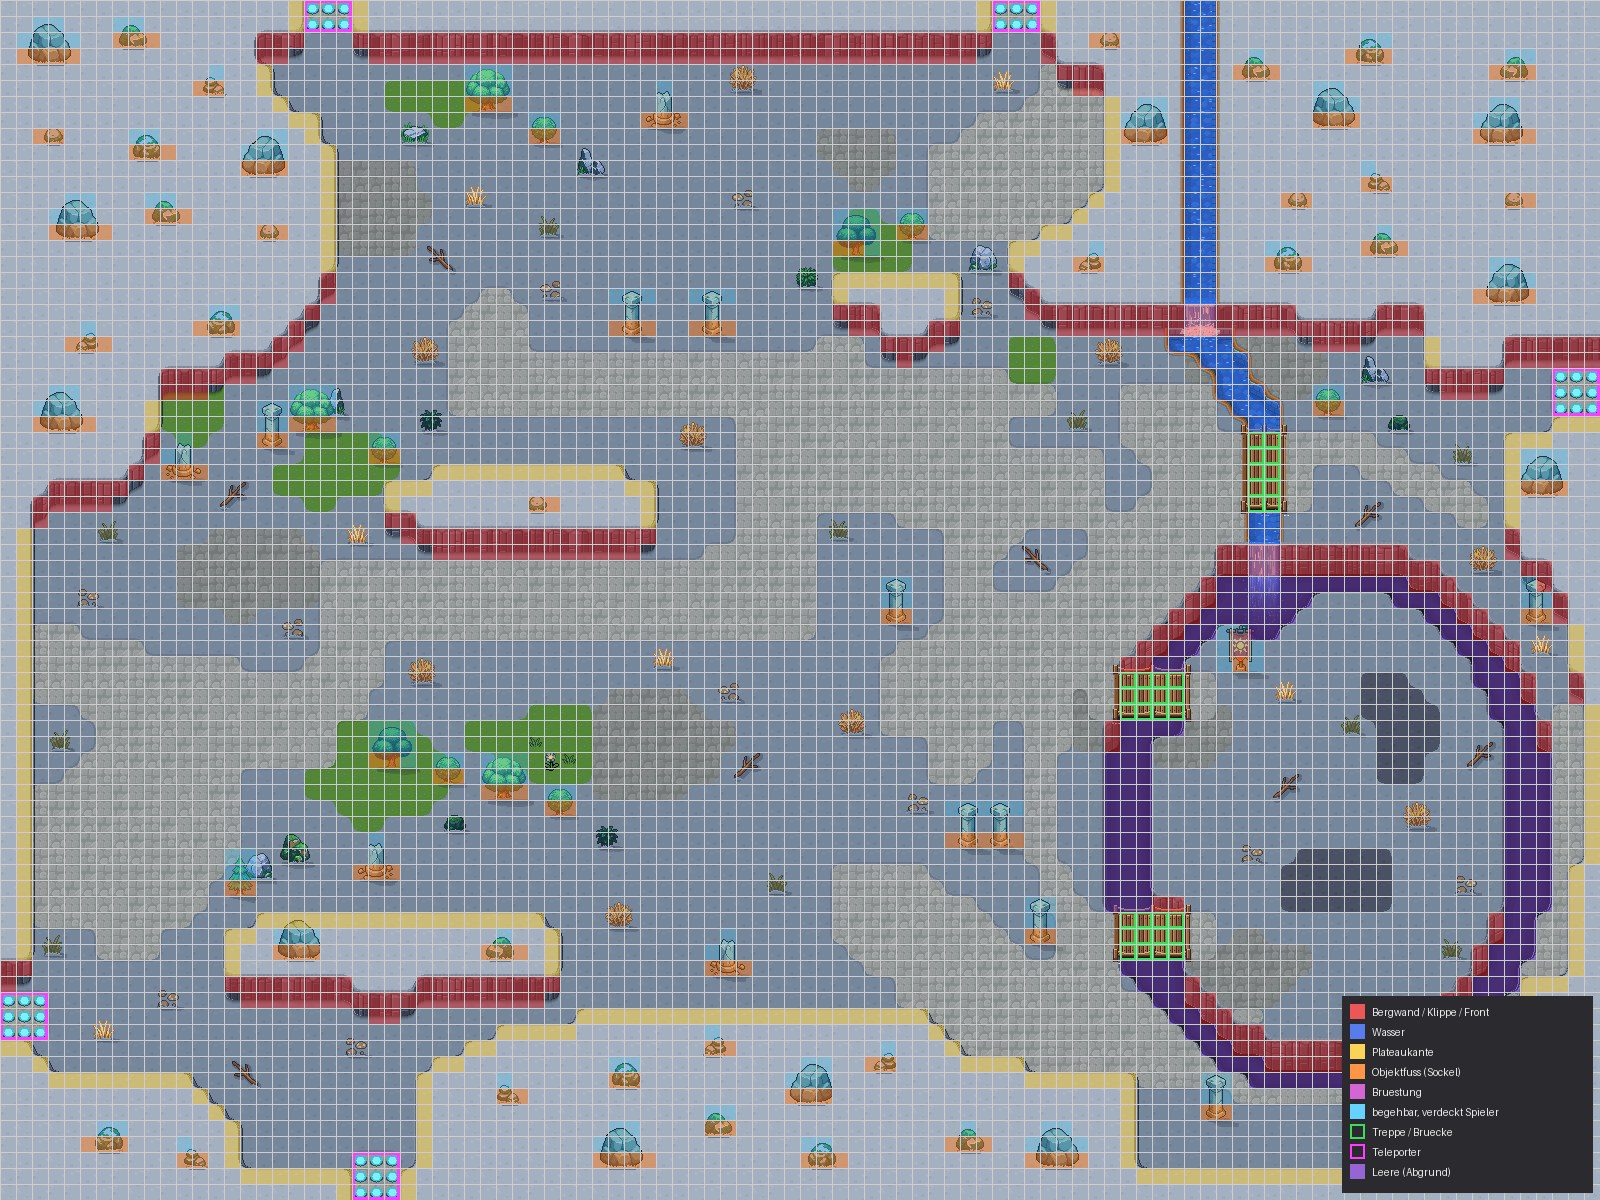 Bergwand / Klippe / Front
Wasser
Plateaukante
Objektfuss (Sockel)
Bruestung
begehbar, verdeckt Spieler
Treppe / Bruecke
Teleporter
Leere (Abgrund)